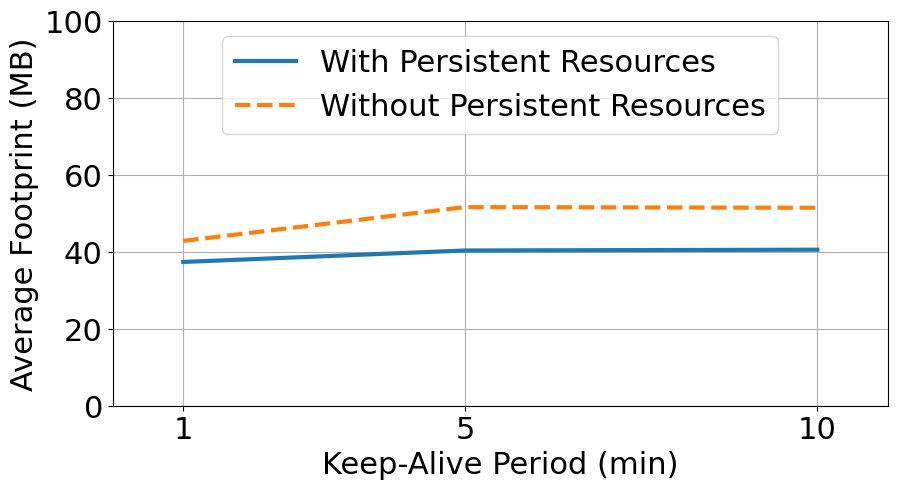 With Persistent Resources
Without Persistent Resources
Average Footprint (MB)
100
80
60
40
20
0
1 5 10
Keep-Alive Period (min)